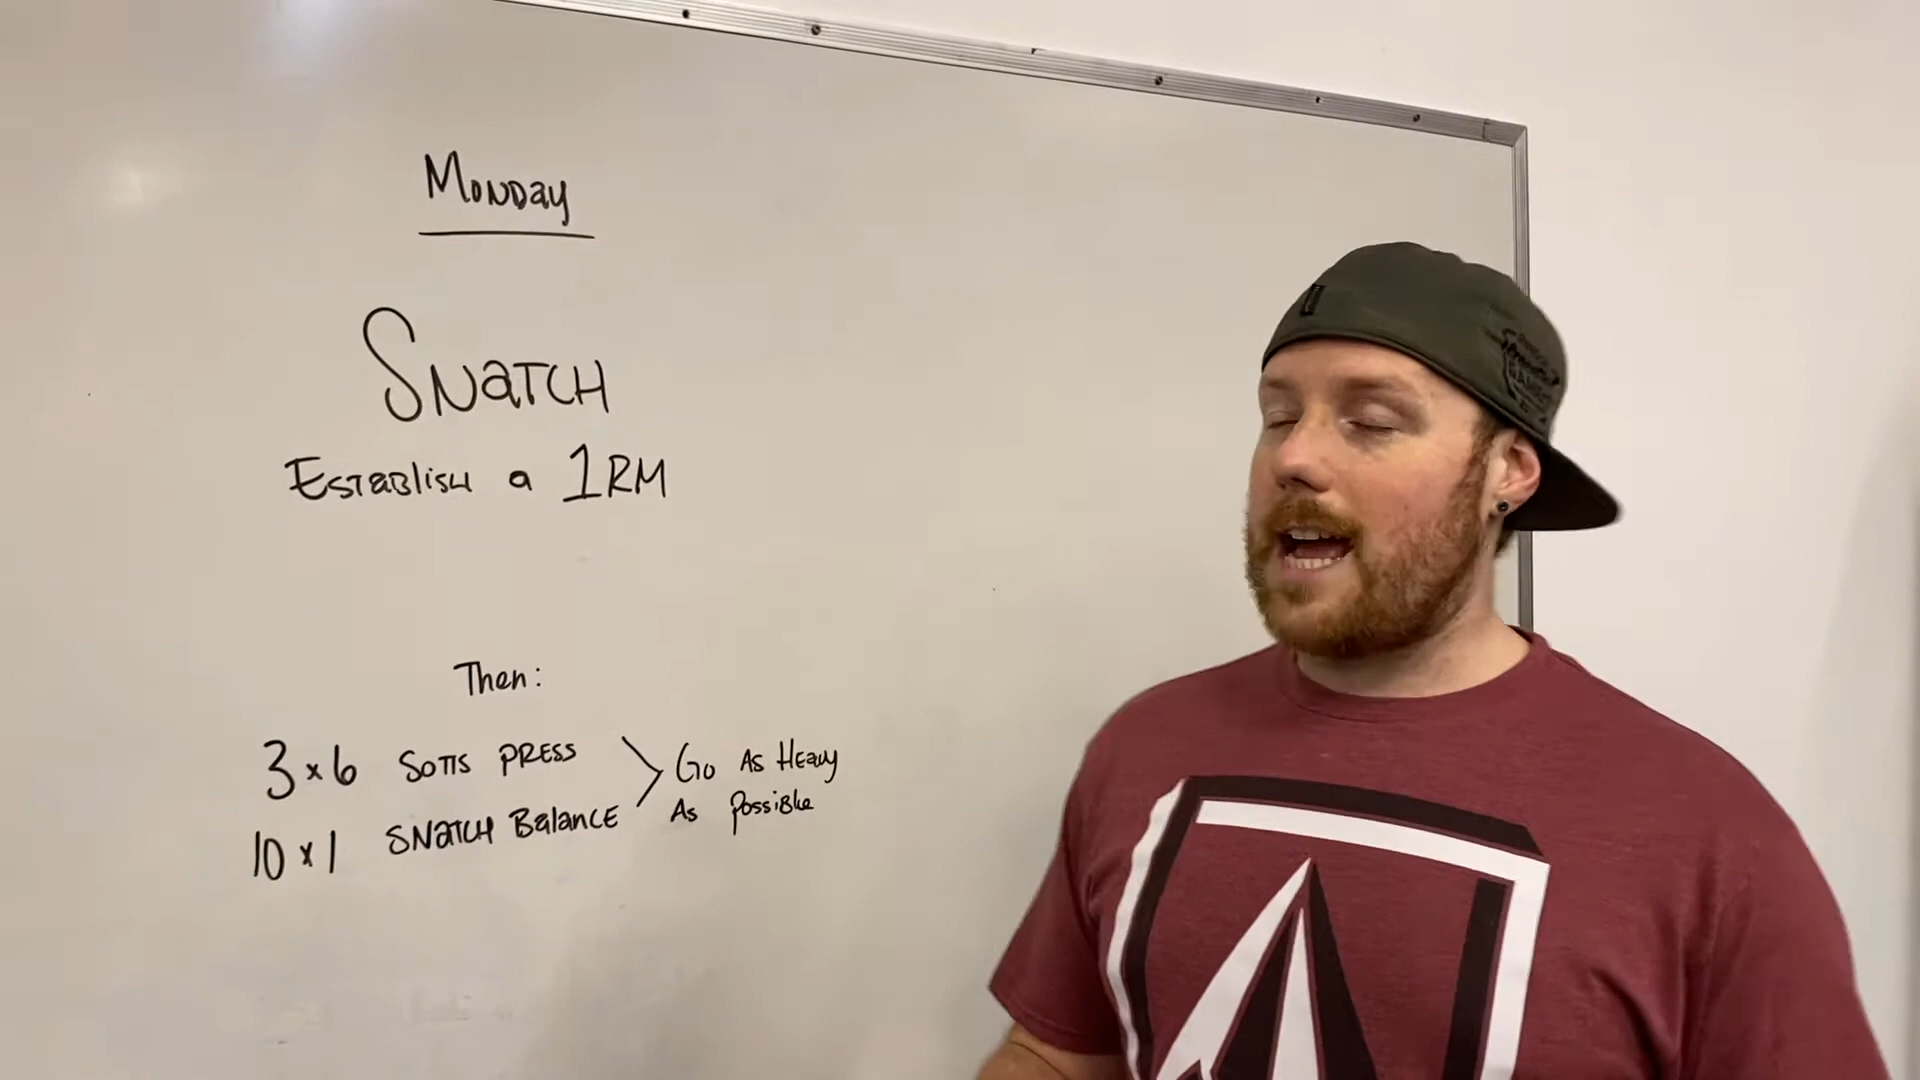 Monday
Snatch
Establish a 1RM
Then:
3x6 Sotts Press
10x1 Snatch Balance
Go As Heavy
As Possible